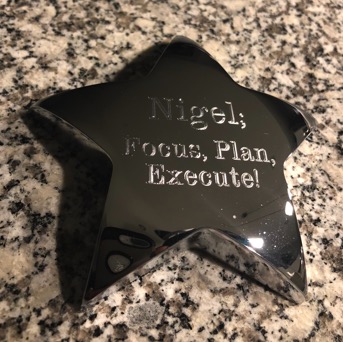 Nigel;
Focus, Plan,
Execute!